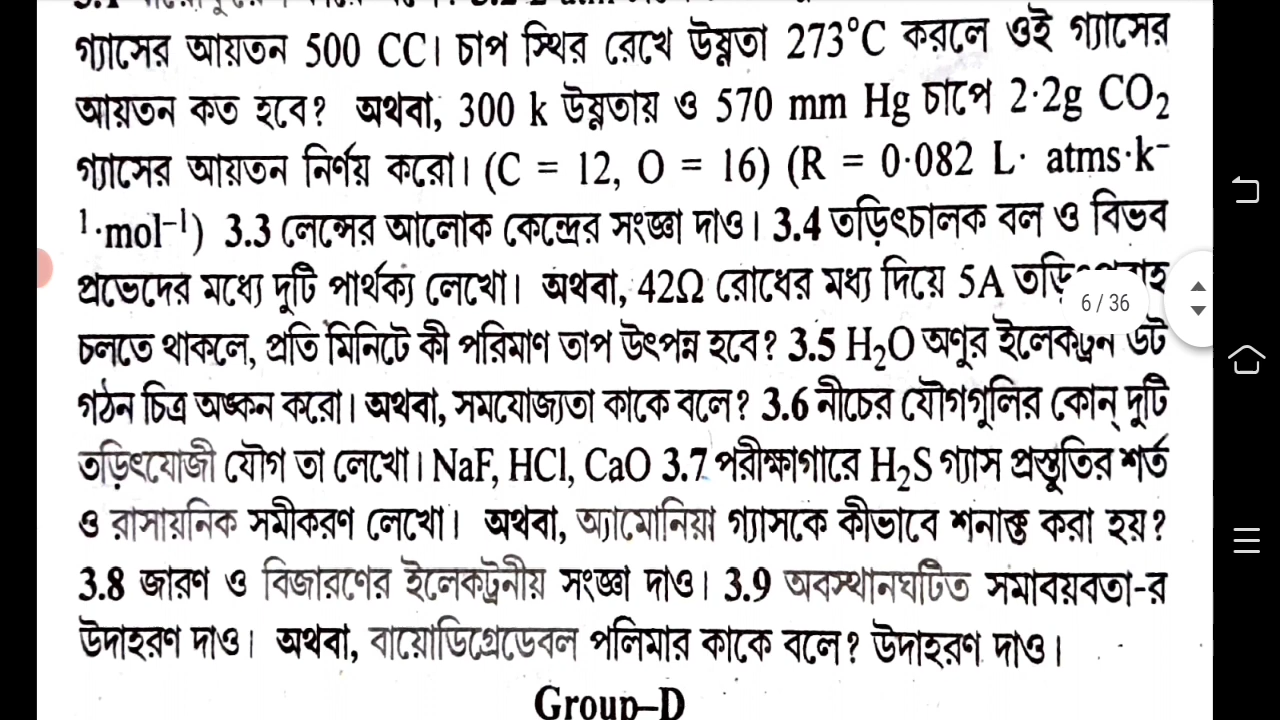 গ্যাসের আয়তন 500 CC। চাপ স্থির রেখে উষ্ণতা 273°C করলে ওই গ্যাসের
আয়তন কত হবে? অথবা, 300 k উষ্ণতায় ও 570 mm Hg চাপে 2·2g CO₂
গ্যাসের আয়তন নির্ণয় করো। (C = 12, O = 16) (R = 0·082 L· atms·k⁻
¹·mol⁻¹) 3.3 লেন্সের আলোক কেন্দ্রের সংজ্ঞা দাও। 3.4 তড়িৎচালক বল ও বিভব
প্রভেদের মধ্যে দুটি পার্থক্য লেখো। অথবা, 42Ω রোধের মধ্য দিয়ে 5A
চলতে থাকলে, প্রতি মিনিটে কী পরিমাণ তাপ উৎপন্ন হবে? 3.5 H₂O অণুর ইলেকট্রন ডট
গঠন চিত্র অঙ্কন করো। অথবা, সমযোজ্যতা কাকে বলে? 3.6 নীচের যৌগগুলির কোন্ দুটি
তড়িৎযোজী যৌগ তা লেখো। NaF, HCl, CaO 3.7 পরীক্ষাগারে H₂S গ্যাস প্রস্তুতির শর্ত
ও রাসায়নিক সমীকরণ লেখো। অথবা, অ্যামোনিয়া গ্যাসকে কীভাবে শনাক্ত করা হয়?
3.8 জারণ ও বিজারণের ইলেকট্রনীয় সংজ্ঞা দাও। 3.9 অবস্থানঘটিত সমাবয়বতা-র
উদাহরণ দাও। অথবা, বায়োডিগ্রেডেবল পলিমার কাকে বলে? উদাহরণ দাও।
Group–D
6 / 36